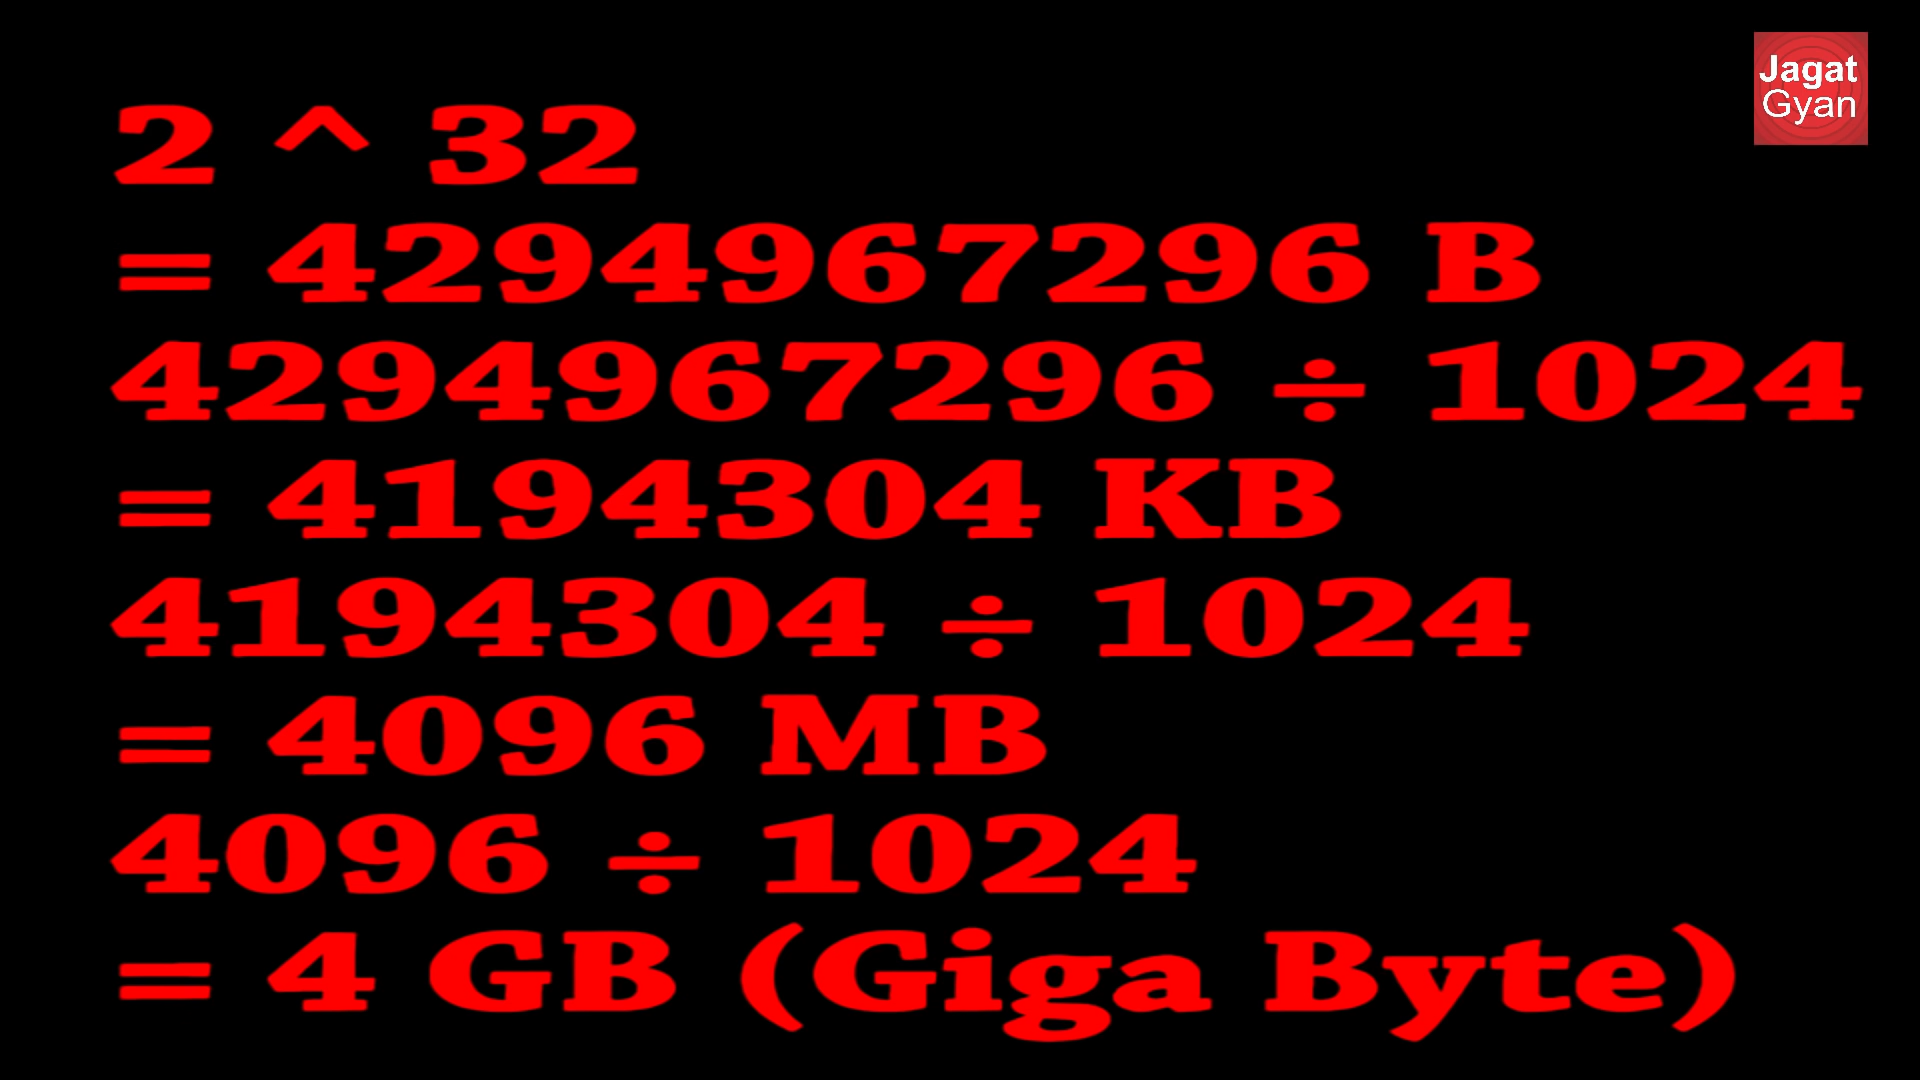 Jagat
Gyan
2 ^ 32
= 4294967296 B
4294967296 ÷ 1024
= 4194304 KB
4194304 ÷ 1024
= 4096 MB
4096 ÷ 1024
= 4 GB (Giga Byte)